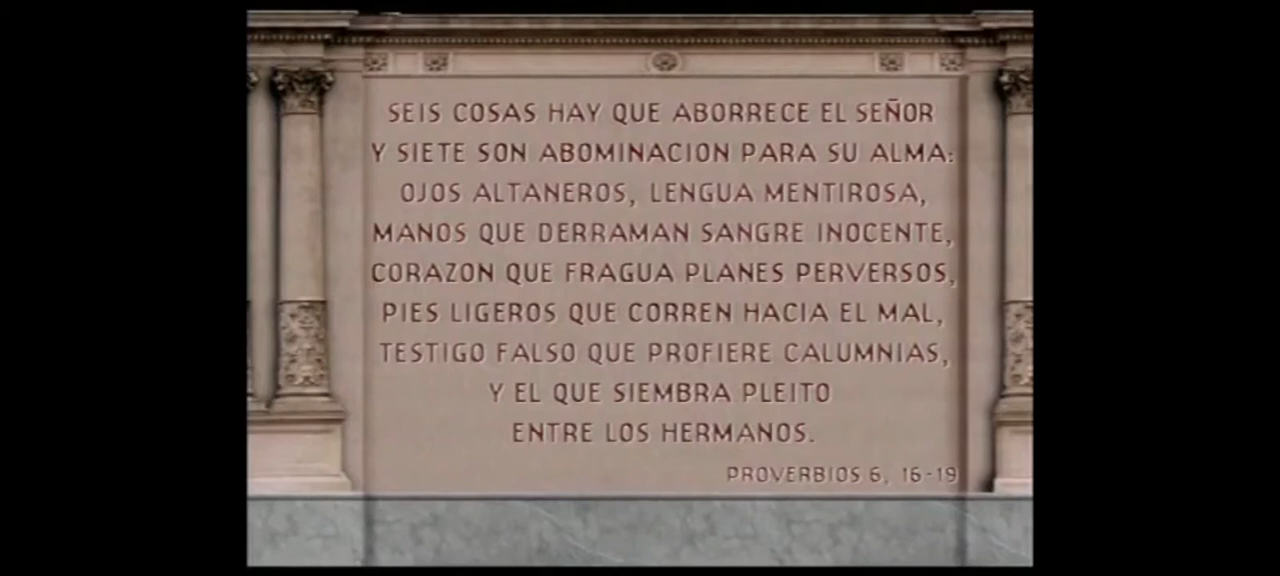 SEIS COSAS HAY QUE ABORRECE EL SEÑOR
Y SIETE SON ABOMINACION PARA SU ALMA:
OJOS ALTANEROS, LENGUA MENTIROSA,
MANOS QUE DERRAMAN SANGRE INOCENTE,
CORAZON QUE FRAGUA PLANES PERVERSOS,
PIES LIGEROS QUE CORREN HACIA EL MAL,
TESTIGO FALSO QUE PROFIERE CALUMNIAS,
Y EL QUE SIEMBRA PLEITO
ENTRE LOS HERMANOS.
PROVERBIOS 6, 16-19